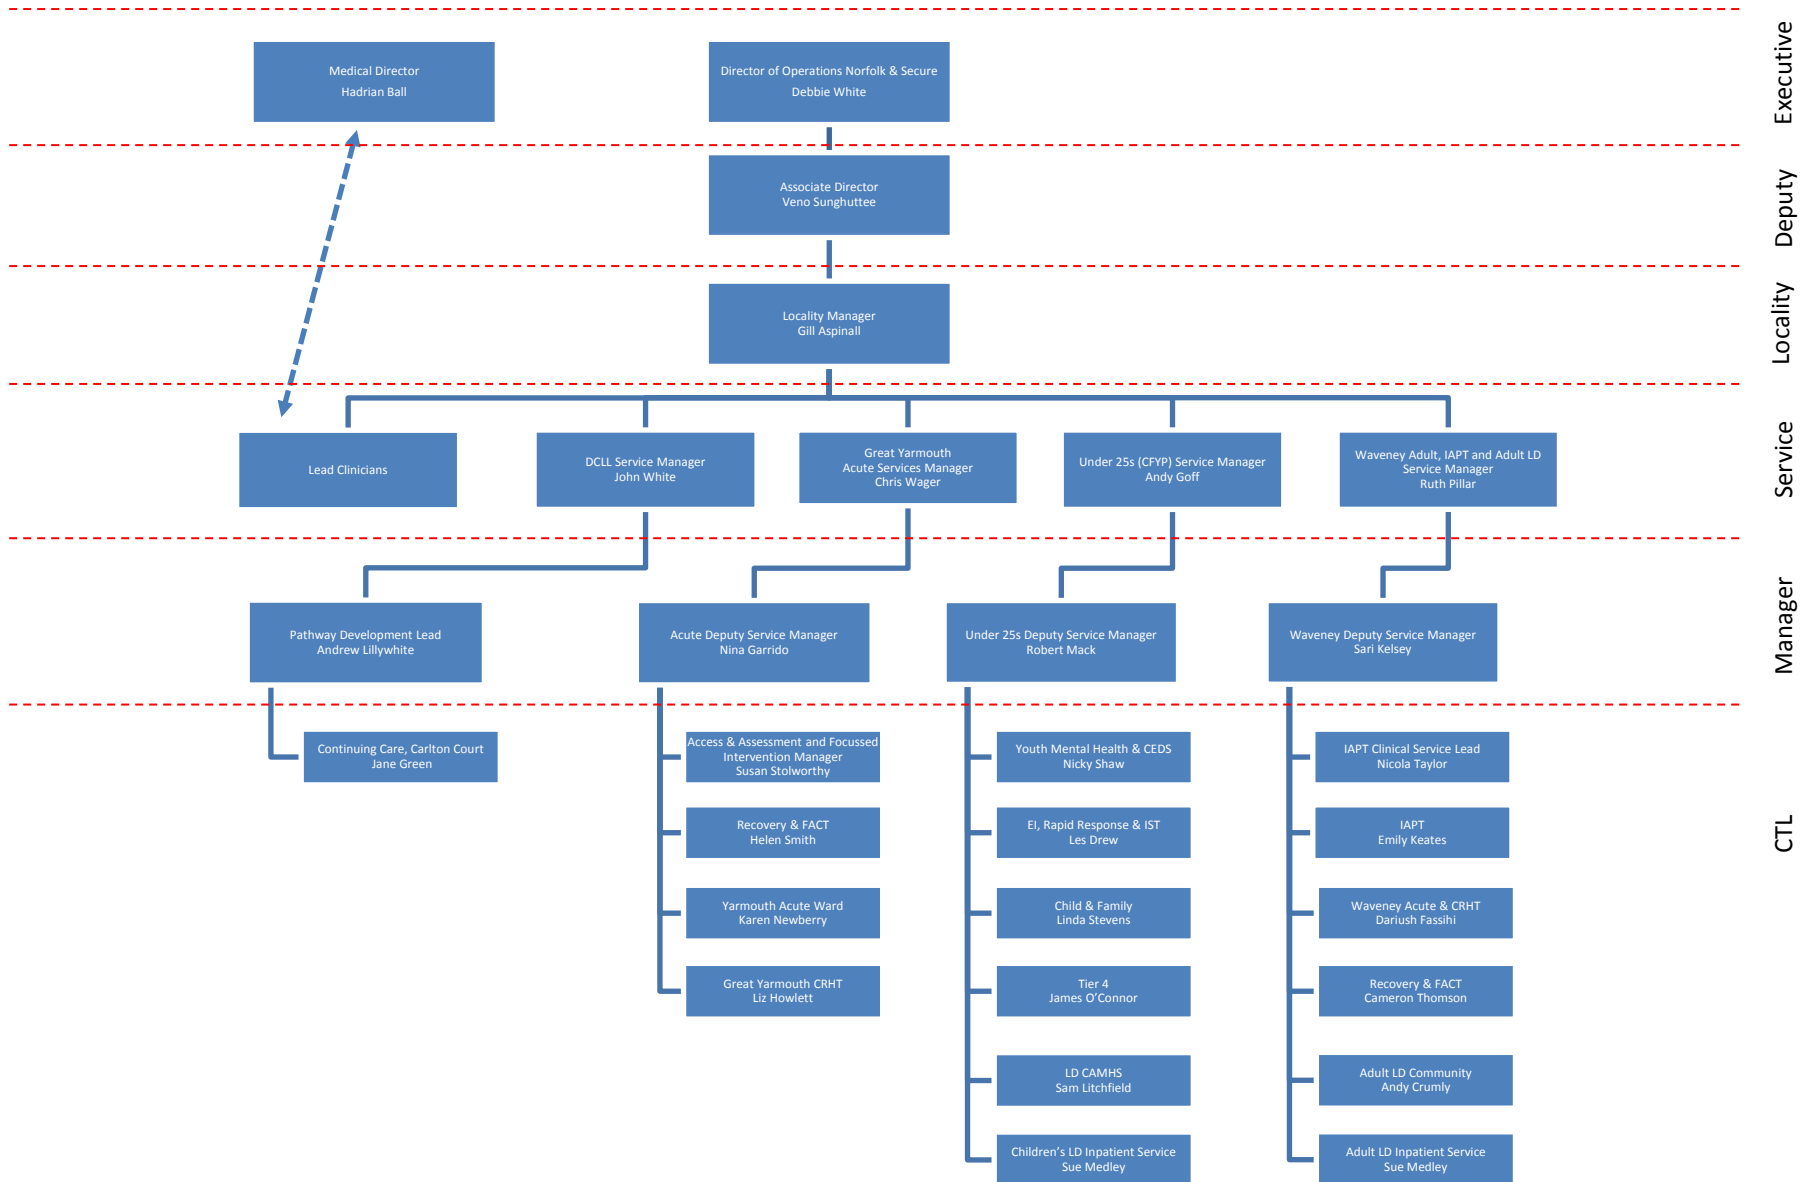 Executive
Medical Director
Hadrian Ball
Director of Operations Norfolk & Secure
Debbie White
Deputy
Associate Director
Veno Sunghuttee
Locality
Locality Manager
Gill Aspinall
Service
Lead Clinicians
DCLL Service Manager
John White
Great Yarmouth
Acute Services Manager
Chris Wager
Under 25s (CFYP) Service Manager
Andy Goff
Waveney Adult, IAPT and Adult LD
Service Manager
Ruth Pillar
Manager
Pathway Development Lead
Andrew Lillywhite
Acute Deputy Service Manager
Nina Garrido
Under 25s Deputy Service Manager
Robert Mack
Waveney Deputy Service Manager
Sari Kelsey
CTL
Continuing Care, Carlton Court
Jane Green
Access & Assessment and Focussed
Intervention Manager
Susan Stolworthy
Recovery & FACT
Helen Smith
Yarmouth Acute Ward
Karen Newberry
Great Yarmouth CRHT
Liz Howlett
Youth Mental Health & CEDS
Nicky Shaw
EI, Rapid Response & IST
Les Drew
Child & Family
Linda Stevens
Tier 4
James O’Connor
LD CAMHS
Sam Litchfield
Children’s LD Inpatient Service
Sue Medley
IAPT Clinical Service Lead
Nicola Taylor
IAPT
Emily Keates
Waveney Acute & CRHT
Dariush Fassihi
Recovery & FACT
Cameron Thomson
Adult LD Community
Andy Crumly
Adult LD Inpatient Service
Sue Medley